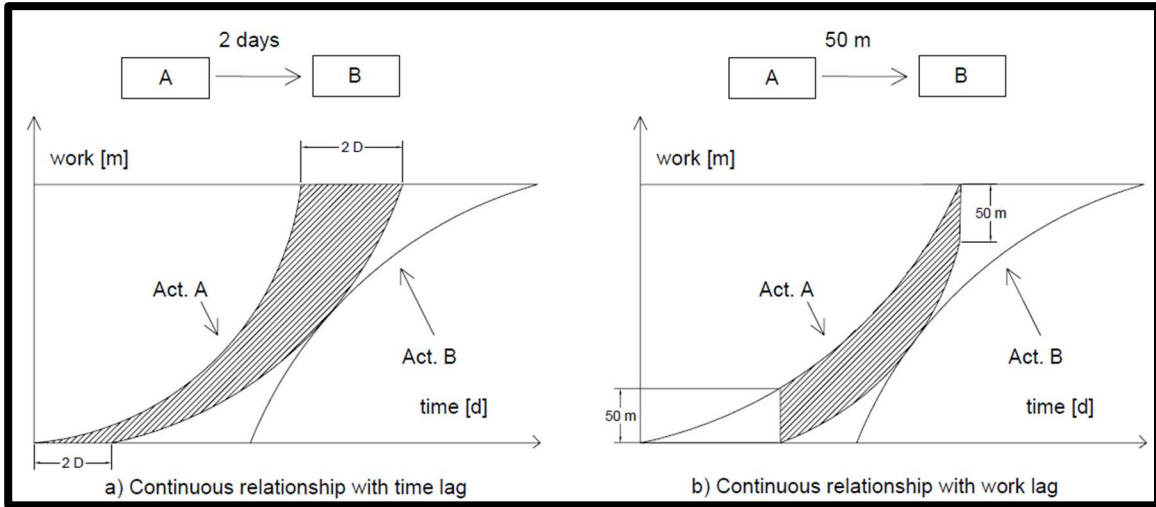 2 days
A
B
work [m]
2 D
Act. A
Act. B
time [d]
2 D
a) Continuous relationship with time lag
50 m
A
B
work [m]
50 m
Act. A
Act. B
50 m
time [d]
b) Continuous relationship with work lag